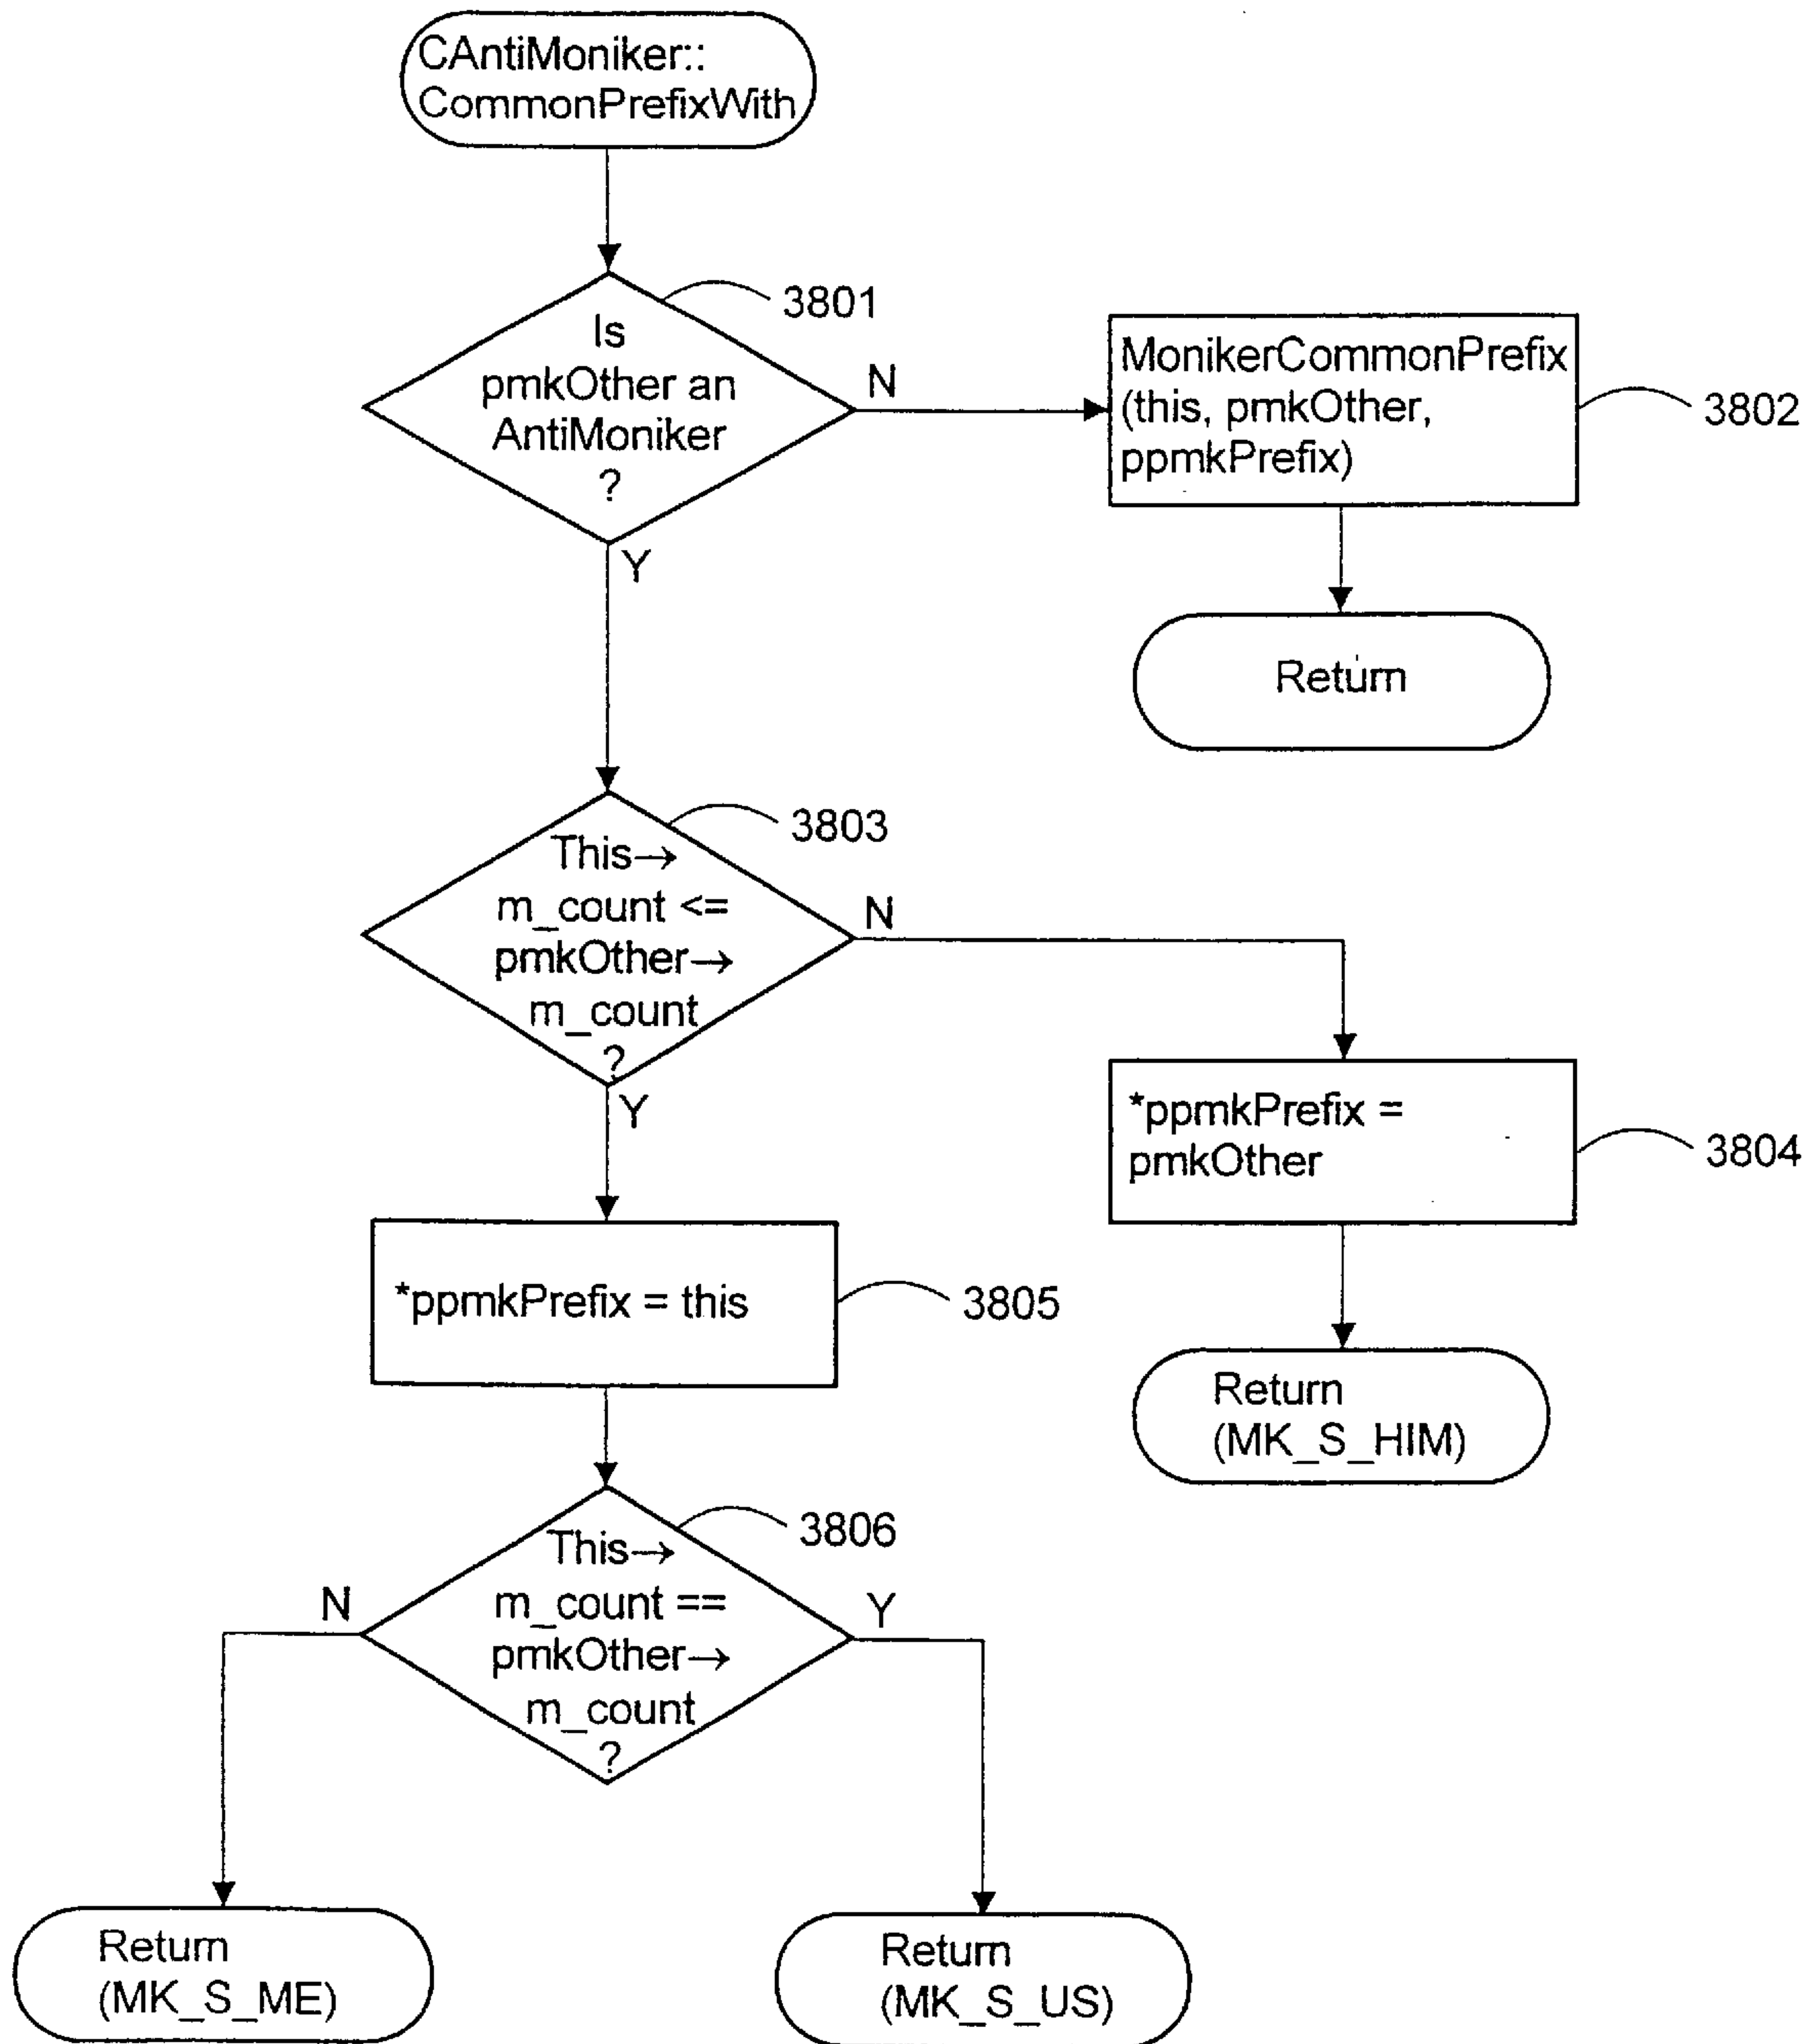 CAntiMoniker::
CommonPrefixWith
3801
Is
pmkOther an
AntiMoniker
?
N
Y
MonikerCommonPrefix
(this, pmkOther,
ppmkPrefix)
3802
Return
3803
This→
m_count <=
pmkOther→
m_count
?
N
Y
*ppmkPrefix =
pmkOther
3804
Return
(MK_S_HIM)
*ppmkPrefix = this
3805
3806
This→
m_count ==
pmkOther→
m_count
?
N
Y
Return
(MK_S_ME)
Return
(MK_S_US)